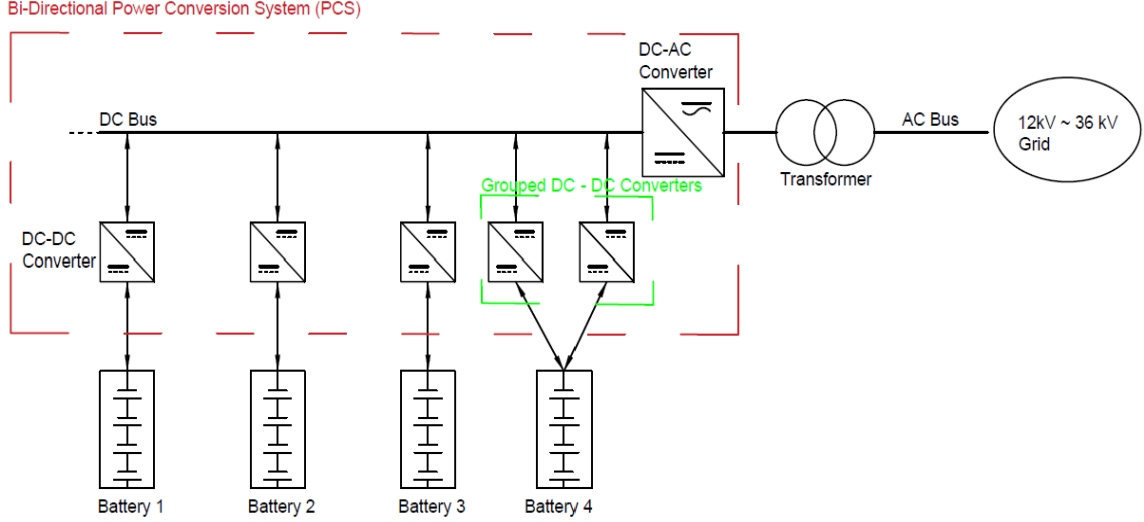 Bi-Directional Power Conversion System (PCS)
DC-AC
Converter
DC Bus
AC Bus
12kV ~ 36 kV
Grid
Transformer
Grouped DC - DC Converters
DC-DC
Converter
Battery 1
Battery 2
Battery 3
Battery 4